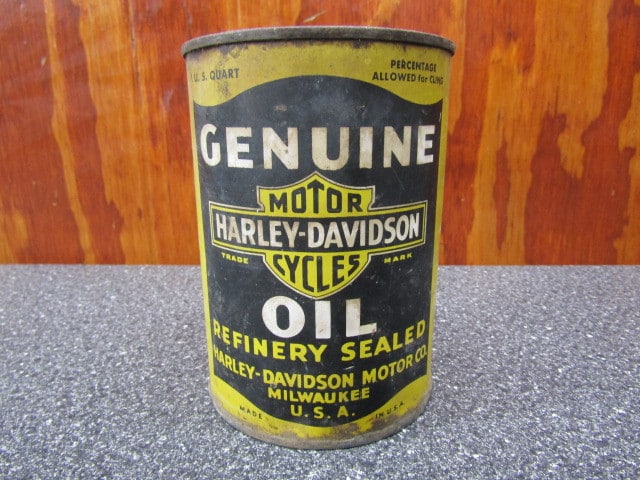 U.S. QUART
PERCENTAGE
ALLOWED for CLING
GENUINE
MOTOR
HARLEY-DAVIDSON
TRADE MARK
CYCLES
OIL
REFINERY SEALED
HARLEY-DAVIDSON MOTOR CO.
MILWAUKEE
U.S.A.
MADE IN U.S.A.